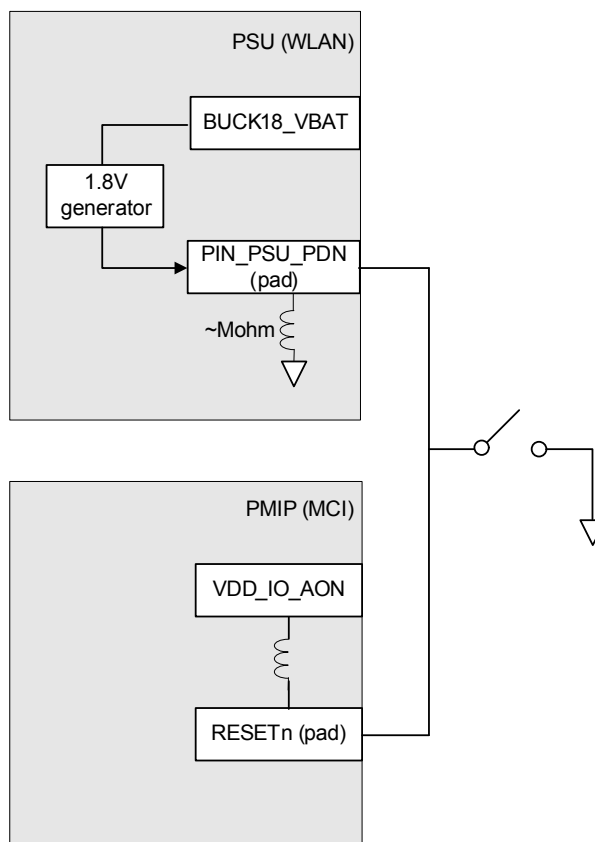 PSU (WLAN)
BUCK18_VBAT
1.8V
generator
PIN_PSU_PDN
(pad)
~Mohm
PMIP (MCI)
VDD_IO_AON
RESETn (pad)